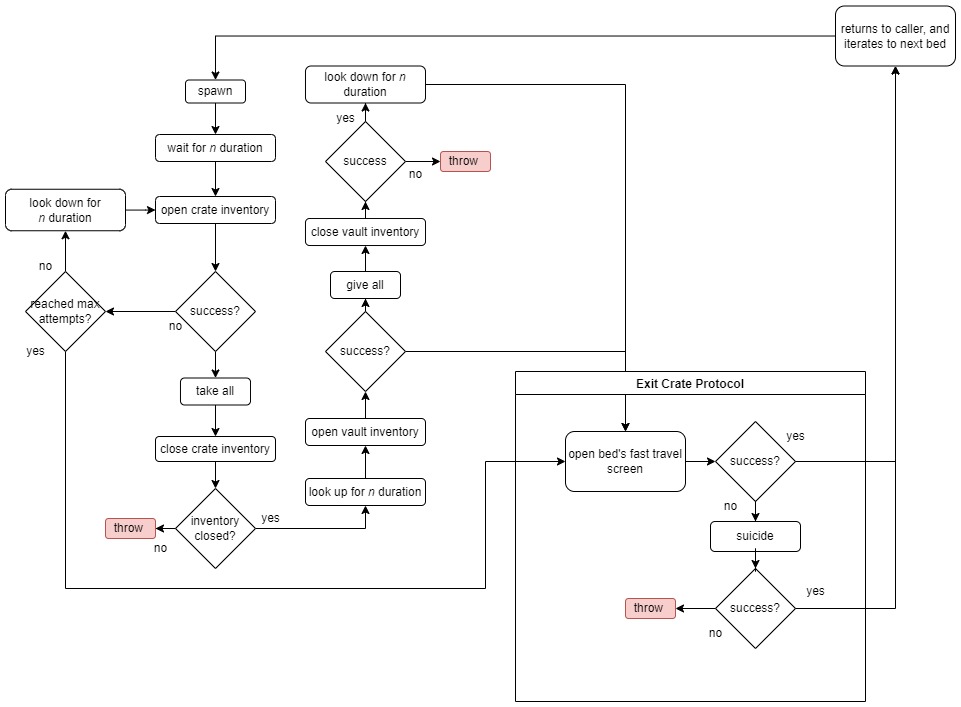 returns to caller, and
iterates to next bed
spawn
wait for n duration
open crate inventory
look down for
n duration
no
reached max
attempts?
yes
success?
no
take all
close crate inventory
inventory
closed?
throw
no
yes
look up for n duration
open vault inventory
success?
give all
close vault inventory
success
no
throw
yes
look down for n
duration
Exit Crate Protocol
open bed's fast travel
screen
success?
yes
no
suicide
success?
yes
throw
no